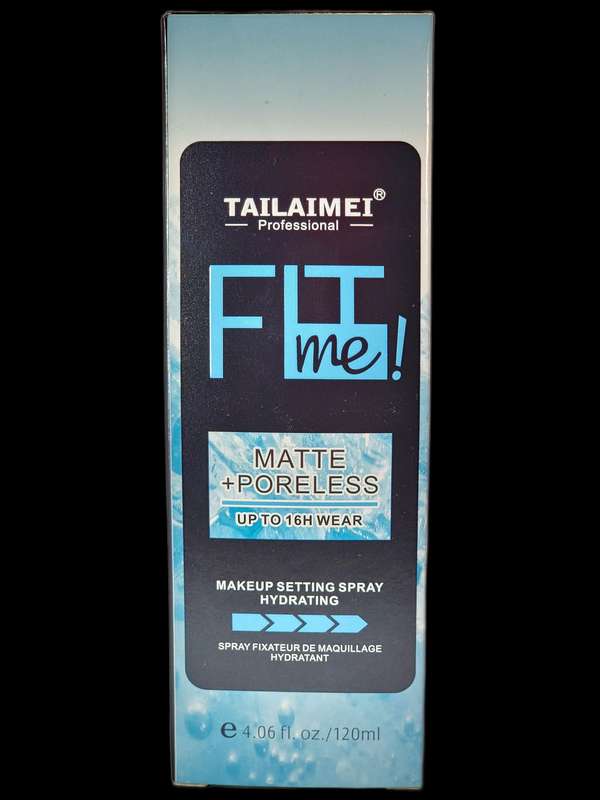 TAILAIMEI®
Professional
FIT
me!
MATTE
+PORELESS
UP TO 16H WEAR
MAKEUP SETTING SPRAY
HYDRATING
SPRAY FIXATEUR DE MAQUILLAGE
HYDRATANT
e 4.06 fl. oz./120ml